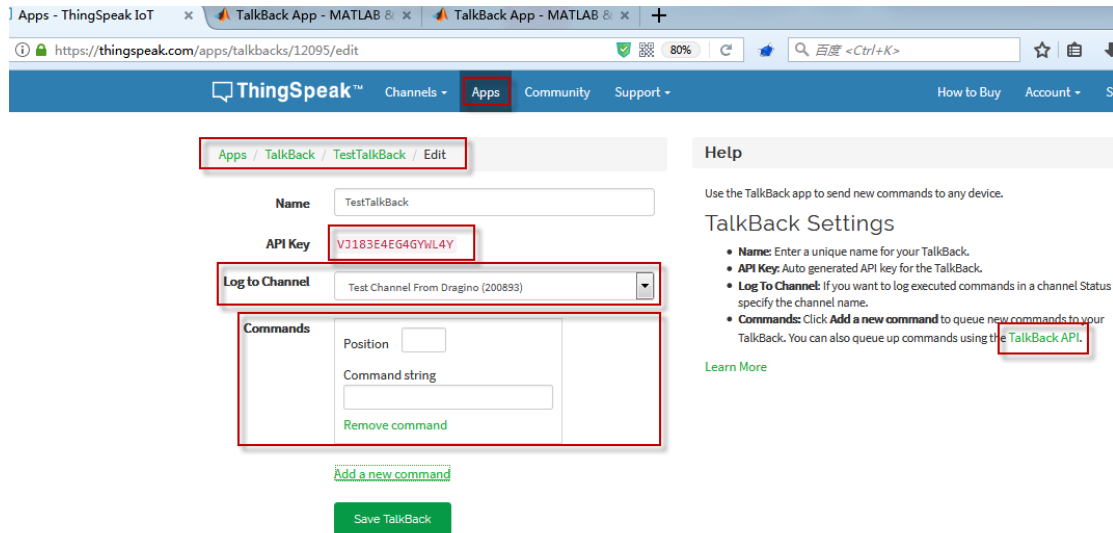 Apps - ThingSpeak IoT × TalkBack App - MATLAB & × TalkBack App - MATLAB & × +
https://thingspeak.com/apps/talkbacks/12095/edit 80% 百度 <Ctrl+K>
ThingSpeak™ Channels Apps Community Support How to Buy Account
Apps / TalkBack / TestTalkBack / Edit
Name TestTalkBack
API Key VJ183E4EG4GYWL4Y
Log to Channel Test Channel From Dragino (200893)
Commands
Position
Command string
Remove command
Add a new command
Save TalkBack
Help
Use the TalkBack app to send new commands to any device.
TalkBack Settings
• Name: Enter a unique name for your TalkBack.
• API Key: Auto generated API key for the TalkBack.
• Log To Channel: If you want to log executed commands in a channel Status
specify the channel name.
• Commands: Click Add a new command to queue new commands to your
TalkBack. You can also queue up commands using the TalkBack API.
Learn More